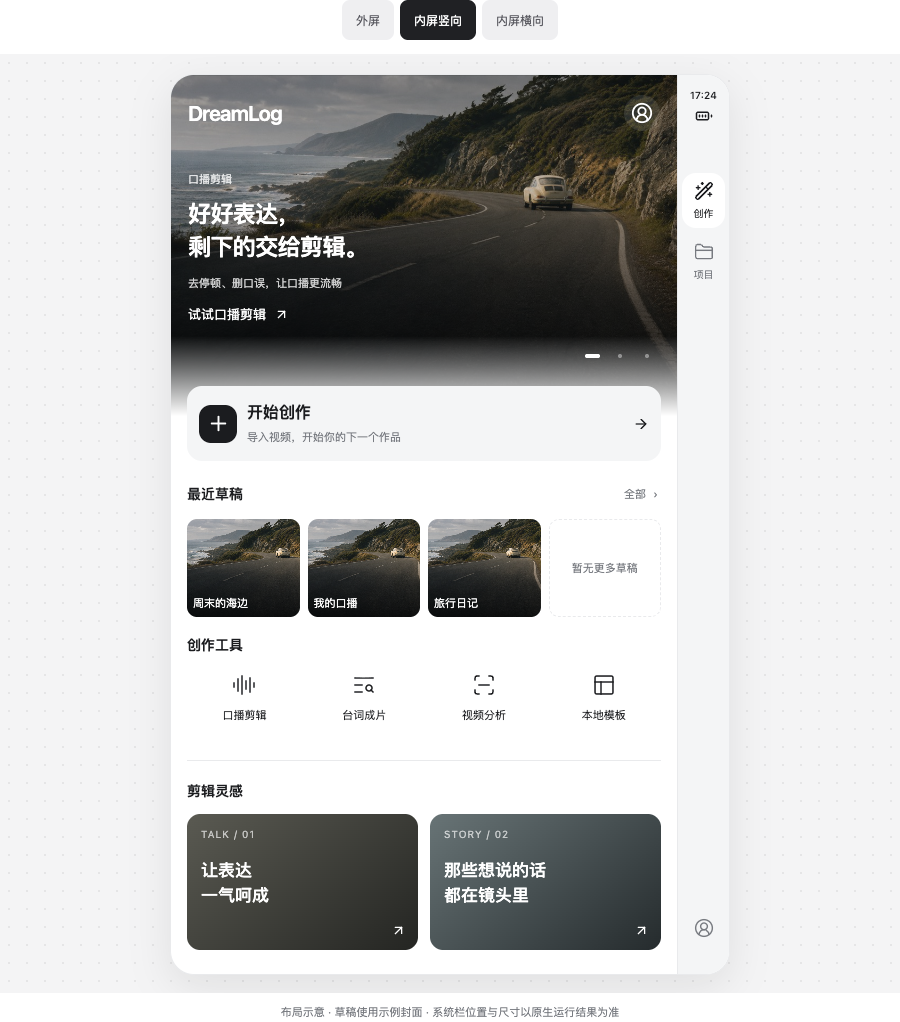 外屏
内屏竖向
内屏横向
DreamLog
17:24
口播剪辑
好好表达,
剩下的交给剪辑。
去停顿、删口误，让口播更流畅
试试口播剪辑
创作
项目
开始创作
导入视频，开始你的下一个作品
最近草稿
全部 ›
周末的海边
我的口播
旅行日记
暂无更多草稿
创作工具
口播剪辑
台词成片
视频分析
本地模板
剪辑灵感
TALK / 01
让表达
一气呵成
STORY / 02
那些想说的话
都在镜头里
布局示意 · 草稿使用示例封面 · 系统栏位置与尺寸以原生运行结果为准